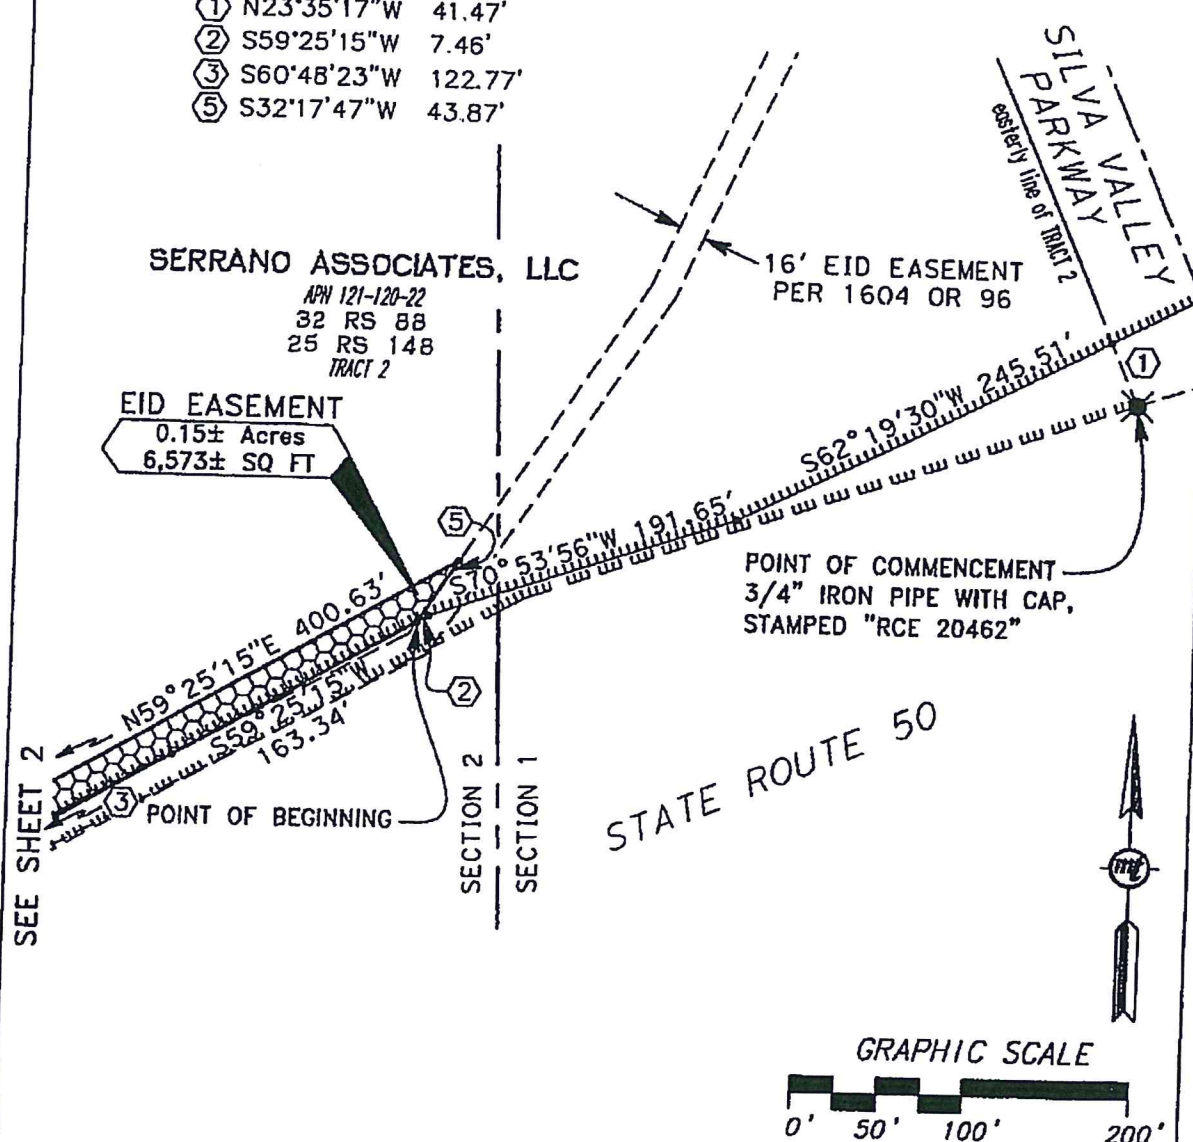 ① N23°35'17"W 41.47'
② S59°25'15"W 7.46'
③ S60°48'23"W 122.77'
⑤ S32°17'47"W 43.87'
SILVA VALLEY
PARKWAY
easterly line of TRACT 2
SERRANO ASSOCIATES, LLC
APN 121-120-22
32 RS 88
25 RS 148
TRACT 2
16' EID EASEMENT
PER 1604 OR 96
EID EASEMENT
0.15± Acres
6,573± SQ FT
①
S62°19'30"W 245.51'
⑤
S70°53'56"W 191.65'
POINT OF COMMENCEMENT
3/4" IRON PIPE WITH CAP,
STAMPED "RCE 20462"
N59°25'15"E 400.63'
S59°25'15"W
163.34'
②
③
POINT OF BEGINNING
SEE SHEET 2
SECTION 2
SECTION 1
STATE ROUTE 50
mt
GRAPHIC SCALE
0' 50' 100' 200'